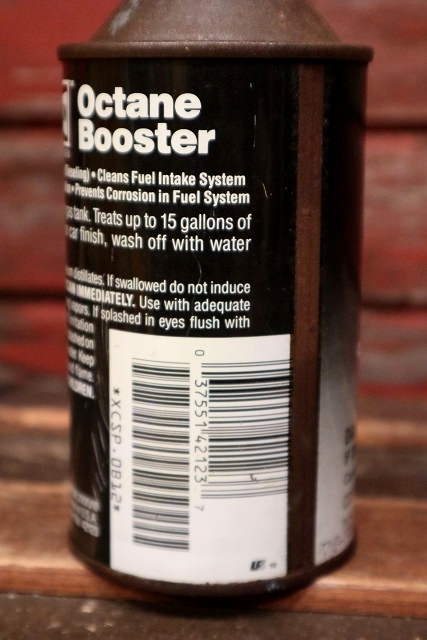 Octane
Booster
• Cleans Fuel Intake System
• Prevents Corrosion in Fuel System
tank. Treats up to 15 gallons of
car finish, wash off with water
distillates. If swallowed do not induce
IMMEDIATELY. Use with adequate
If splashed in eyes flush with
Keep
0 37551 42123 7
*XCSP.0812*